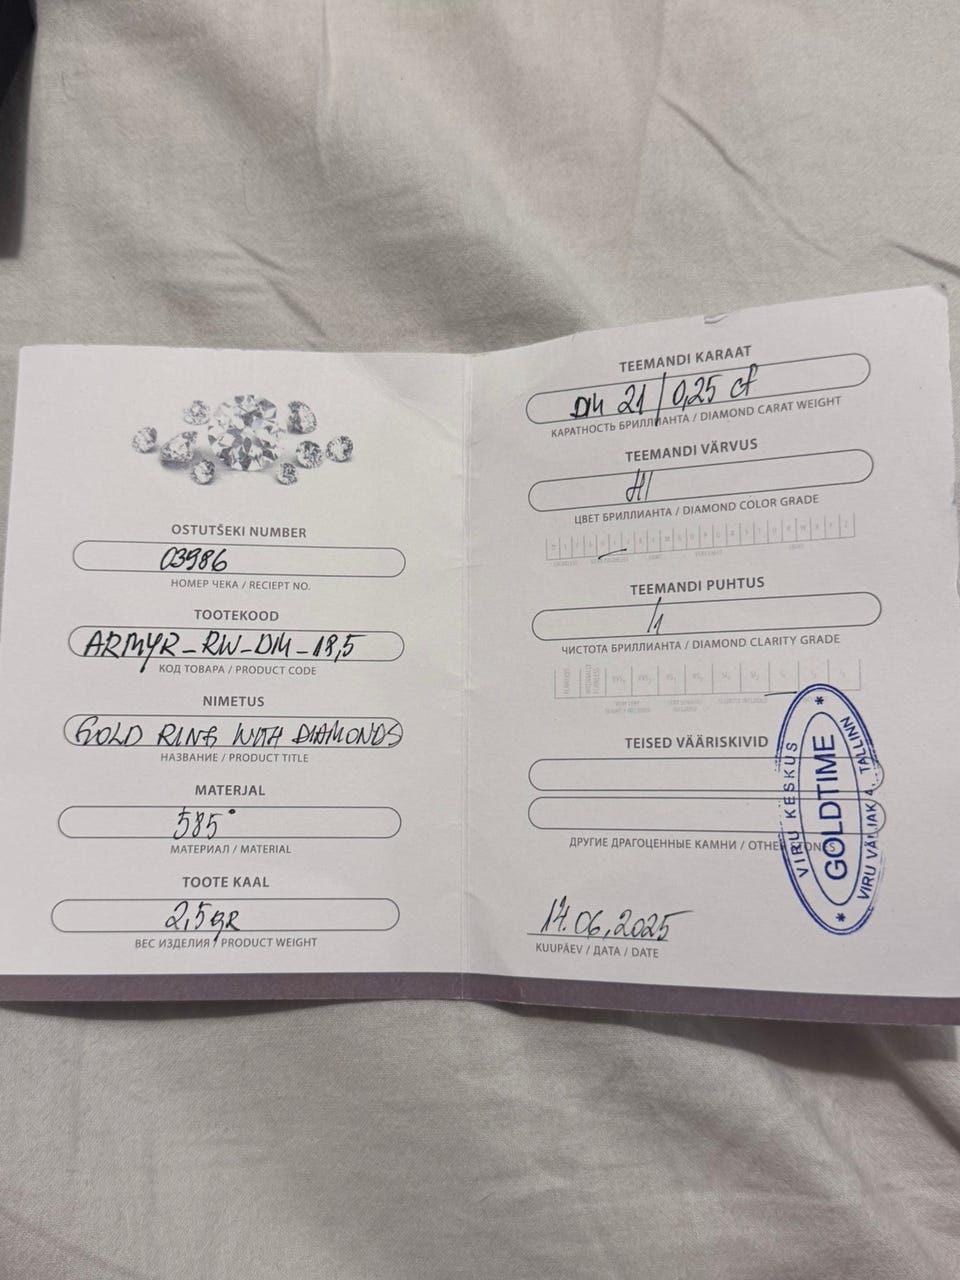 OSTUTŠEKI NUMBER
03986
НОМЕР ЧЕКА / RECIEPT NO.
TOOTEKOOD
ARMYR_RW_DM_18,5
КОД ТОВАРА / PRODUCT CODE
NIMETUS
GOLD RING WITH DIAMONDS
НАЗВАНИЕ / PRODUCT TITLE
MATERJAL
585°
МАТЕРИАЛ / MATERIAL
TOOTE KAAL
2,5 gr
ВЕС ИЗДЕЛИЯ / PRODUCT WEIGHT
TEEMANDI KARAAT
DM 21/0,25 ct
КАРАТНОСТЬ БРИЛЛИАНТА / DIAMOND CARAT WEIGHT
TEEMANDI VÄRVUS
HI
ЦВЕТ БРИЛЛИАНТА / DIAMOND COLOR GRADE
TEEMANDI PUHTUS
I1
ЧИСТОТА БРИЛЛИАНТА / DIAMOND CLARITY GRADE
TEISED VÄÄRISKIVID
ДРУГИЕ ДРАГОЦЕННЫЕ КАМНИ / OTHER STONES
.06,2025
KUUPÄEV / ДАТА / DATE
VIRU KESKUS
GOLDTIME
VIRU VÄLJAK 4, TALLINN